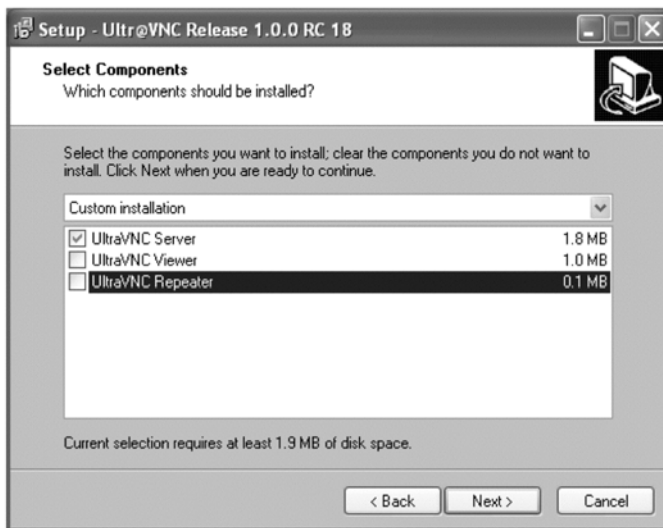 Setup - Ultr@VNC Release 1.0.0 RC 18
Select Components
Which components should be installed?
Select the components you want to install; clear the components you do not want to
install. Click Next when you are ready to continue.
Custom installation
UltraVNC Server 1.8 MB
UltraVNC Viewer 1.0 MB
UltraVNC Repeater 0.1 MB
Current selection requires at least 1.9 MB of disk space.
< Back Next > Cancel